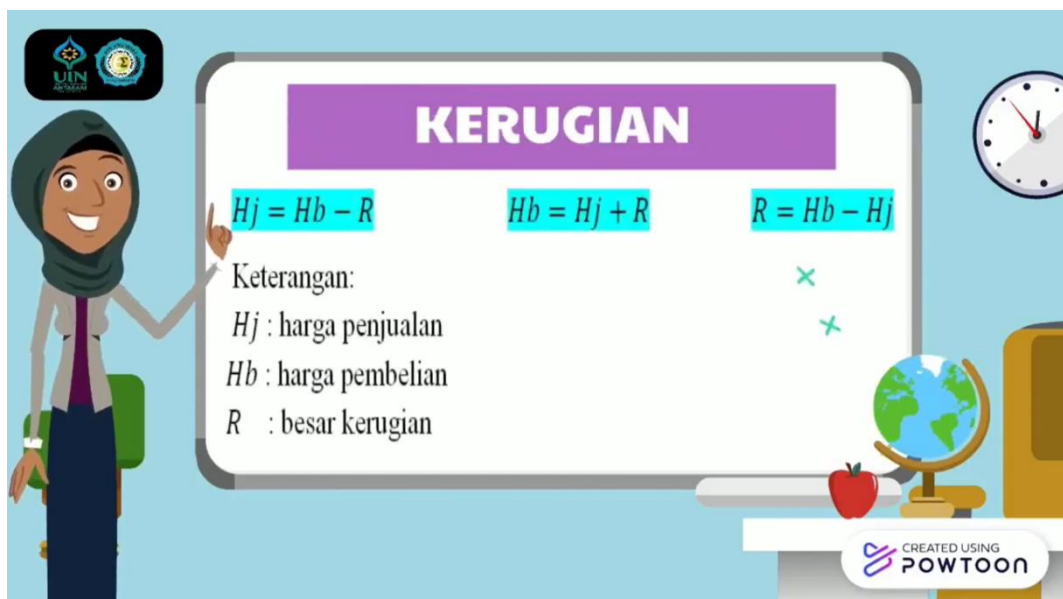 UIN
KERUGIAN
Hj = Hb − R
Hb = Hj + R
R = Hb − Hj
Keterangan:
Hj : harga penjualan
Hb : harga pembelian
R : besar kerugian
CREATED USING
POWTOON